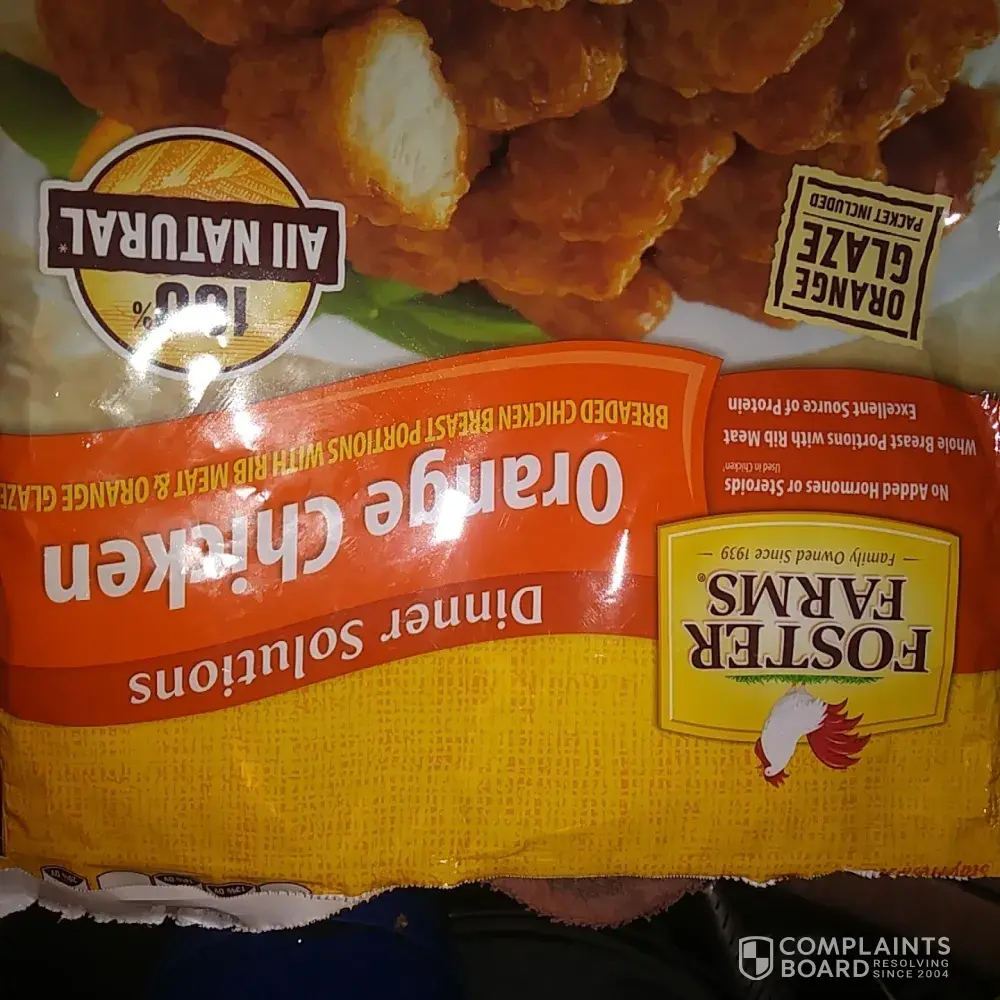 FOSTER
FARMS®
— Family Owned Since 1939 —
No Added Hormones or Steroids
Used in Chicken*
Whole Breast Portions with Rib Meat
Excellent Source of Protein
Dinner Solutions
Orange Chicken
BREADED CHICKEN BREAST PORTIONS WITH RIB MEAT & ORANGE GLAZE
ORANGE
GLAZE
PACKET INCLUDED
100%
All NATURAL*
COMPLAINTS
BOARD RESOLVING
SINCE 2004